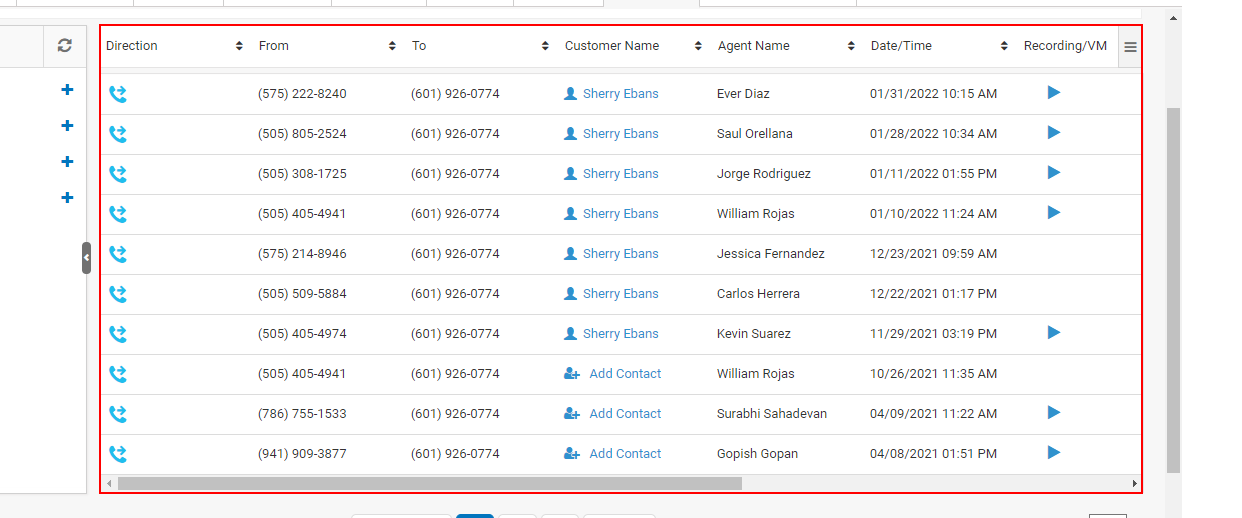 Direction From To Customer Name Agent Name Date/Time Recording/VM
(575) 222-8240 (601) 926-0774 Sherry Ebans Ever Diaz 01/31/2022 10:15 AM
(505) 805-2524 (601) 926-0774 Sherry Ebans Saul Orellana 01/28/2022 10:34 AM
(505) 308-1725 (601) 926-0774 Sherry Ebans Jorge Rodriguez 01/11/2022 01:55 PM
(505) 405-4941 (601) 926-0774 Sherry Ebans William Rojas 01/10/2022 11:24 AM
(575) 214-8946 (601) 926-0774 Sherry Ebans Jessica Fernandez 12/23/2021 09:59 AM
(505) 509-5884 (601) 926-0774 Sherry Ebans Carlos Herrera 12/22/2021 01:17 PM
(505) 405-4974 (601) 926-0774 Sherry Ebans Kevin Suarez 11/29/2021 03:19 PM
(505) 405-4941 (601) 926-0774 Add Contact William Rojas 10/26/2021 11:35 AM
(786) 755-1533 (601) 926-0774 Add Contact Surabhi Sahadevan 04/09/2021 11:22 AM
(941) 909-3877 (601) 926-0774 Add Contact Gopish Gopan 04/08/2021 01:51 PM